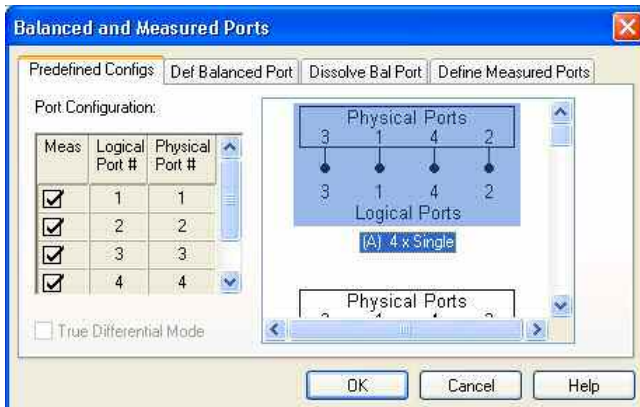 Balanced and Measured Ports
Predefined Configs Def Balanced Port Dissolve Bal Port Define Measured Ports
Port Configuration:
Meas Logical Port # Physical Port #
1 1
2 2
3 3
4 4
True Differential Mode
Physical Ports
3 1 4 2
3 1 4 2
Logical Ports
(A) 4 x Single
Physical Ports
OK Cancel Help